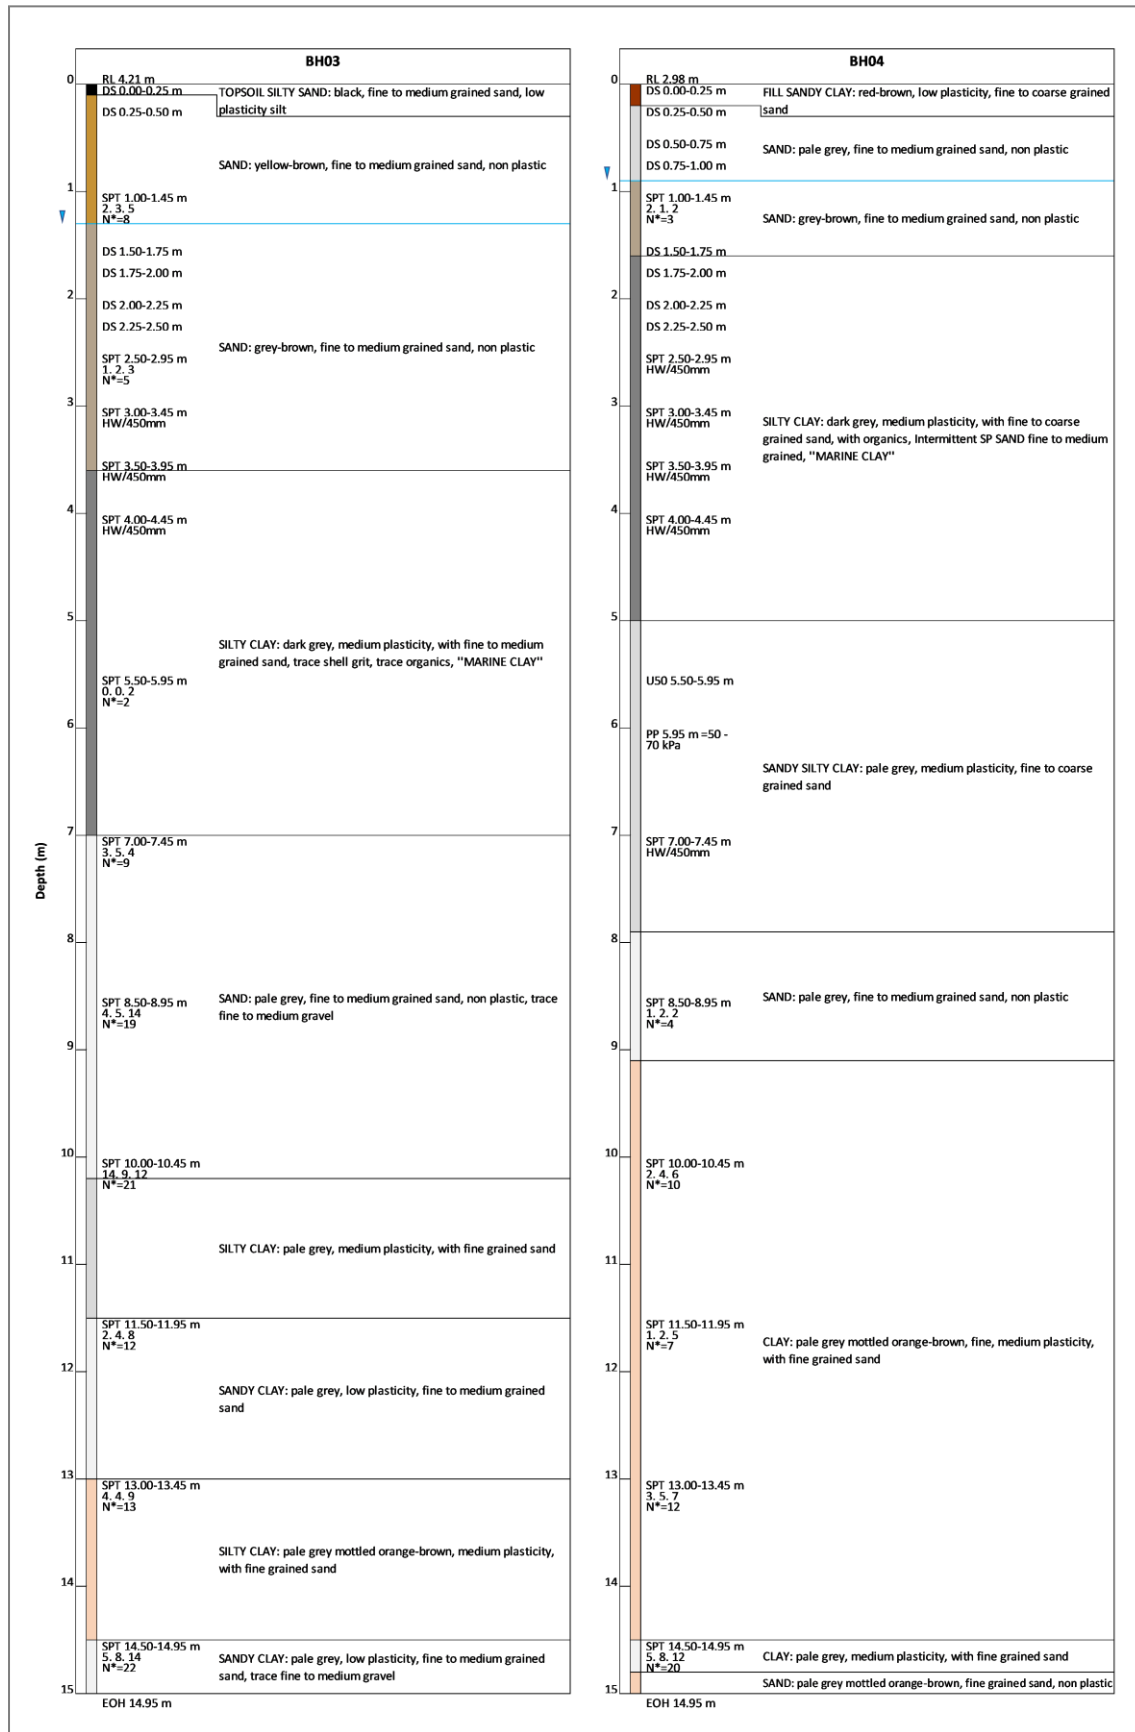 BH03
0
RL 4.21 m
DS 0.00-0.25 m
TOPSOIL SILTY SAND: black, fine to medium grained sand, low
plasticity silt
DS 0.25-0.50 m
SAND: yellow-brown, fine to medium grained sand, non plastic
1
SPT 1.00-1.45 m
2. 3. 5
N*=8
DS 1.50-1.75 m
DS 1.75-2.00 m
2
DS 2.00-2.25 m
DS 2.25-2.50 m
SAND: grey-brown, fine to medium grained sand, non plastic
SPT 2.50-2.95 m
1. 2. 3
N*=5
3
SPT 3.00-3.45 m
HW/450mm
SPT 3.50-3.95 m
HW/450mm
4
SPT 4.00-4.45 m
HW/450mm
5
SILTY CLAY: dark grey, medium plasticity, with fine to medium
grained sand, trace shell grit, trace organics, "MARINE CLAY"
SPT 5.50-5.95 m
0. 0. 2
N*=2
6
7
SPT 7.00-7.45 m
3. 5. 4
N*=9
Depth (m)
8
SAND: pale grey, fine to medium grained sand, non plastic, trace
fine to medium gravel
SPT 8.50-8.95 m
4. 5. 14
N*=19
9
10
SPT 10.00-10.45 m
14. 9. 12
N*=21
SILTY CLAY: pale grey, medium plasticity, with fine grained sand
11
SPT 11.50-11.95 m
2. 4. 8
N*=12
12
SANDY CLAY: pale grey, low plasticity, fine to medium grained
sand
13
SPT 13.00-13.45 m
4. 4. 9
N*=13
SILTY CLAY: pale grey mottled orange-brown, medium plasticity,
with fine grained sand
14
SPT 14.50-14.95 m
5. 8. 14
N*=22
SANDY CLAY: pale grey, low plasticity, fine to medium grained
sand, trace fine to medium gravel
15
EOH 14.95 m
BH04
0
RL 2.98 m
DS 0.00-0.25 m
FILL SANDY CLAY: red-brown, low plasticity, fine to coarse grained
sand
DS 0.25-0.50 m
DS 0.50-0.75 m
SAND: pale grey, fine to medium grained sand, non plastic
DS 0.75-1.00 m
1
SPT 1.00-1.45 m
2. 1. 2
N*=3
SAND: grey-brown, fine to medium grained sand, non plastic
DS 1.50-1.75 m
DS 1.75-2.00 m
2
DS 2.00-2.25 m
DS 2.25-2.50 m
SPT 2.50-2.95 m
HW/450mm
3
SPT 3.00-3.45 m
HW/450mm
SILTY CLAY: dark grey, medium plasticity, with fine to coarse
grained sand, with organics, Intermittent SP SAND fine to medium
grained, "MARINE CLAY"
SPT 3.50-3.95 m
HW/450mm
4
SPT 4.00-4.45 m
HW/450mm
5
U50 5.50-5.95 m
6
PP 5.95 m =50 -
70 kPa
SANDY SILTY CLAY: pale grey, medium plasticity, fine to coarse
grained sand
7
SPT 7.00-7.45 m
HW/450mm
8
SAND: pale grey, fine to medium grained sand, non plastic
SPT 8.50-8.95 m
1. 2. 2
N*=4
9
10
SPT 10.00-10.45 m
2. 4. 6
N*=10
11
SPT 11.50-11.95 m
1. 2. 5
N*=7
CLAY: pale grey mottled orange-brown, fine, medium plasticity,
with fine grained sand
12
13
SPT 13.00-13.45 m
3. 5. 7
N*=12
14
SPT 14.50-14.95 m
5. 8. 12
N*=20
CLAY: pale grey, medium plasticity, with fine grained sand
SAND: pale grey mottled orange-brown, fine grained sand, non plastic
15
EOH 14.95 m